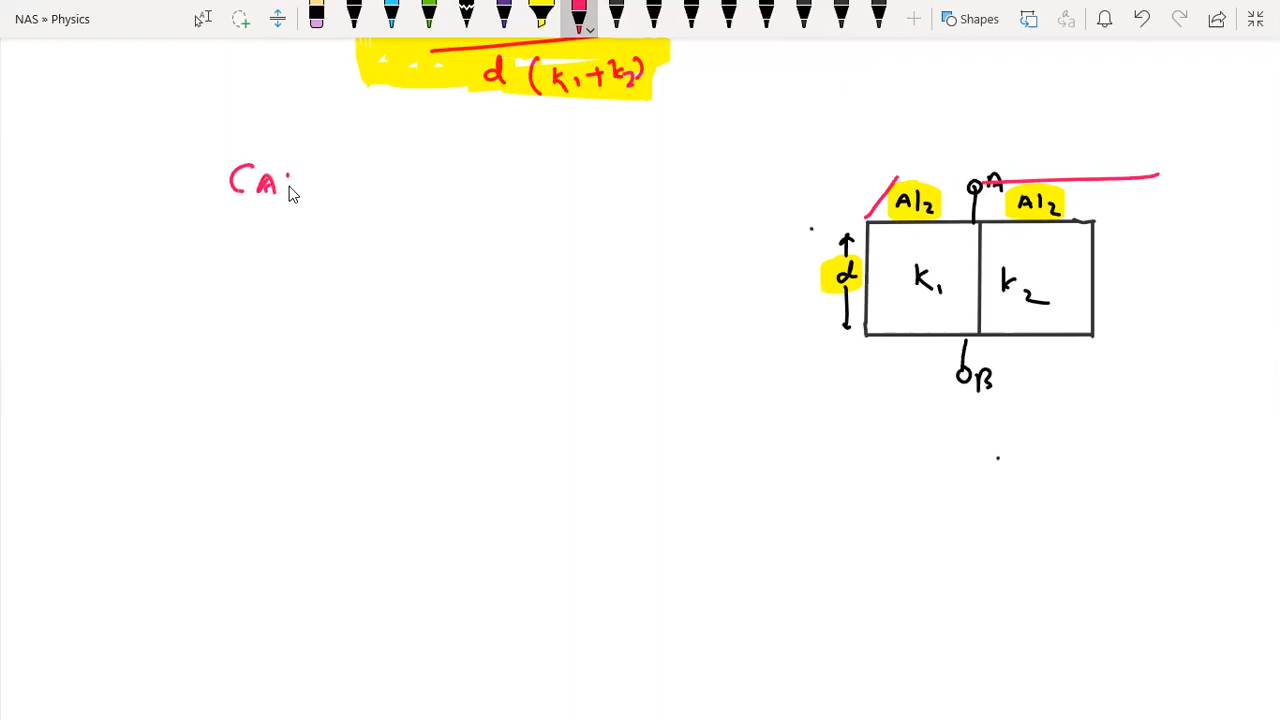 NAS » Physics
Shapes
d (k₁+k₂)
CA
A
A/2 A/2
d K₁ k₂
B